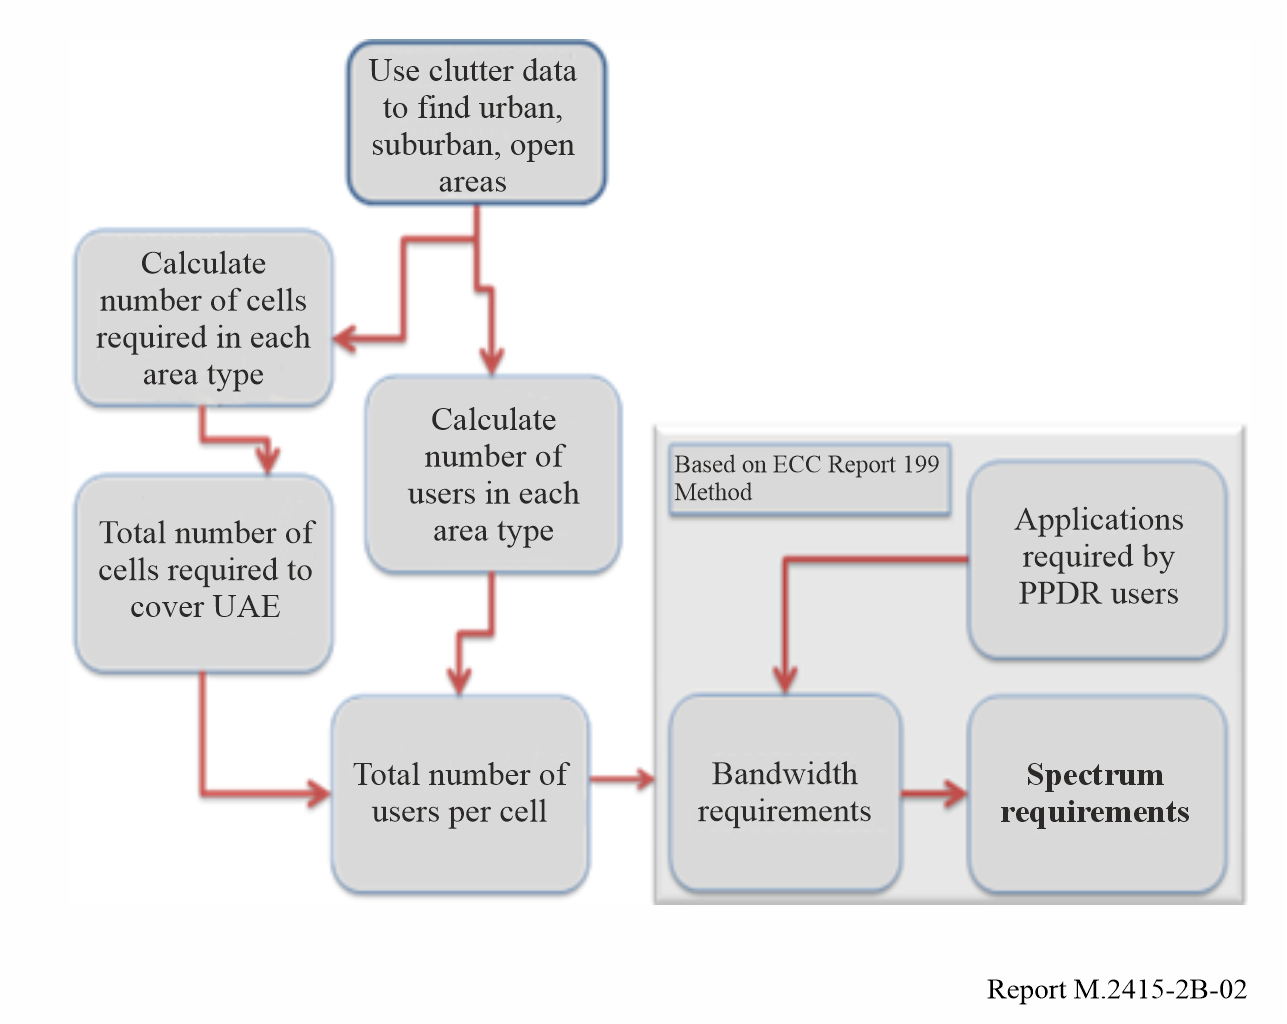 Use clutter data
to find urban,
suburban, open
areas
Calculate
number of cells
required in each
area type
Calculate
number of
users in each
area type
Total number of
cells required to
cover UAE
Based on ECC Report 199
Method
Applications
required by
PPDR users
Total number of
users per cell
Bandwidth
requirements
Spectrum
requirements
Report M.2415-2B-02